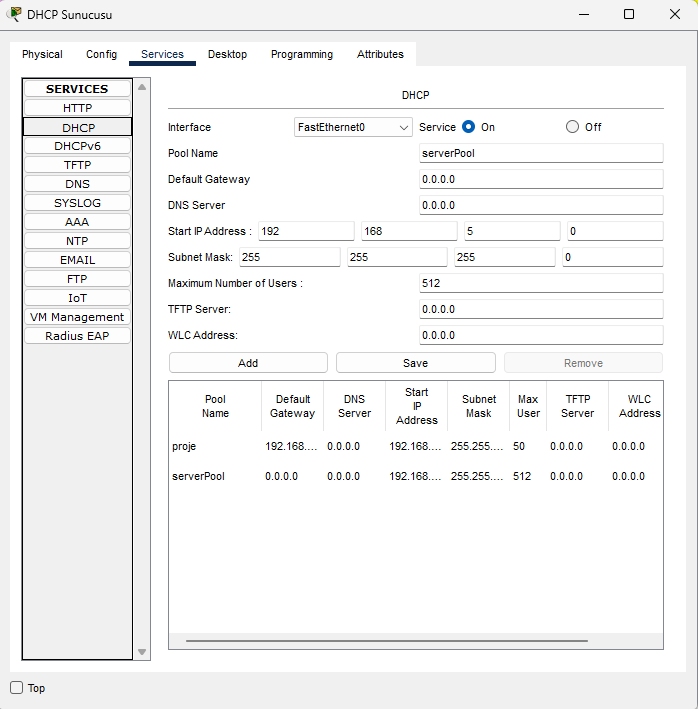 DHCP Sunucusu
Physical Config Services Desktop Programming Attributes
SERVICES
HTTP
DHCP
DHCPv6
TFTP
DNS
SYSLOG
AAA
NTP
EMAIL
FTP
IoT
VM Management
Radius EAP
DHCP
Interface FastEthernet0 Service On Off
Pool Name serverPool
Default Gateway 0.0.0.0
DNS Server 0.0.0.0
Start IP Address : 192 168 5 0
Subnet Mask: 255 255 255 0
Maximum Number of Users : 512
TFTP Server: 0.0.0.0
WLC Address: 0.0.0.0
Add Save Remove
Pool Name Default Gateway DNS Server Start IP Address Subnet Mask Max User TFTP Server WLC Address
proje 192.168.... 0.0.0.0 192.168.... 255.255.... 50 0.0.0.0 0.0.0.0
serverPool 0.0.0.0 0.0.0.0 192.168.... 255.255.... 512 0.0.0.0 0.0.0.0
Top